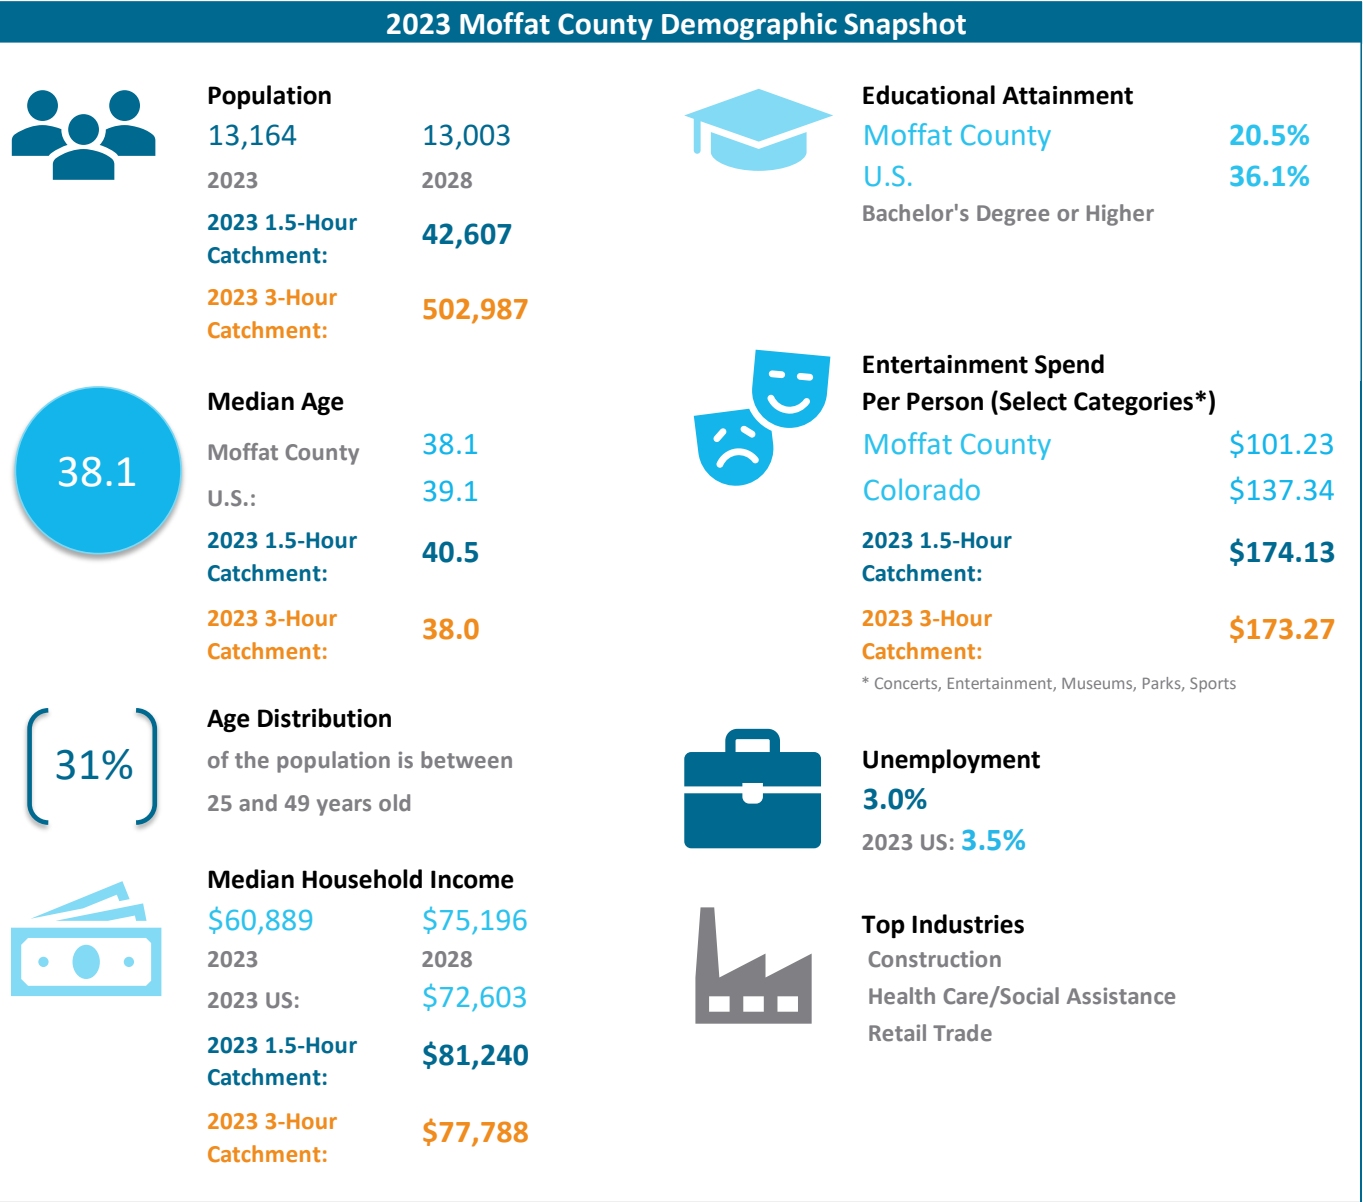 2023 Moffat County Demographic Snapshot
Population
13,164 13,003
2023 2028
2023 1.5-Hour
Catchment:
42,607
2023 3-Hour
Catchment:
502,987
38.1
Median Age
Moffat County 38.1
U.S.: 39.1
2023 1.5-Hour
Catchment:
40.5
2023 3-Hour
Catchment:
38.0
31%
Age Distribution
of the population is between
25 and 49 years old
Median Household Income
$60,889 $75,196
2023 2028
2023 US: $72,603
2023 1.5-Hour
Catchment:
$81,240
2023 3-Hour
Catchment:
$77,788
Educational Attainment
Moffat County 20.5%
U.S. 36.1%
Bachelor's Degree or Higher
Entertainment Spend
Per Person (Select Categories*)
Moffat County $101.23
Colorado $137.34
2023 1.5-Hour
Catchment:
$174.13
2023 3-Hour
Catchment:
$173.27
* Concerts, Entertainment, Museums, Parks, Sports
Unemployment
3.0%
2023 US: 3.5%
Top Industries
Construction
Health Care/Social Assistance
Retail Trade